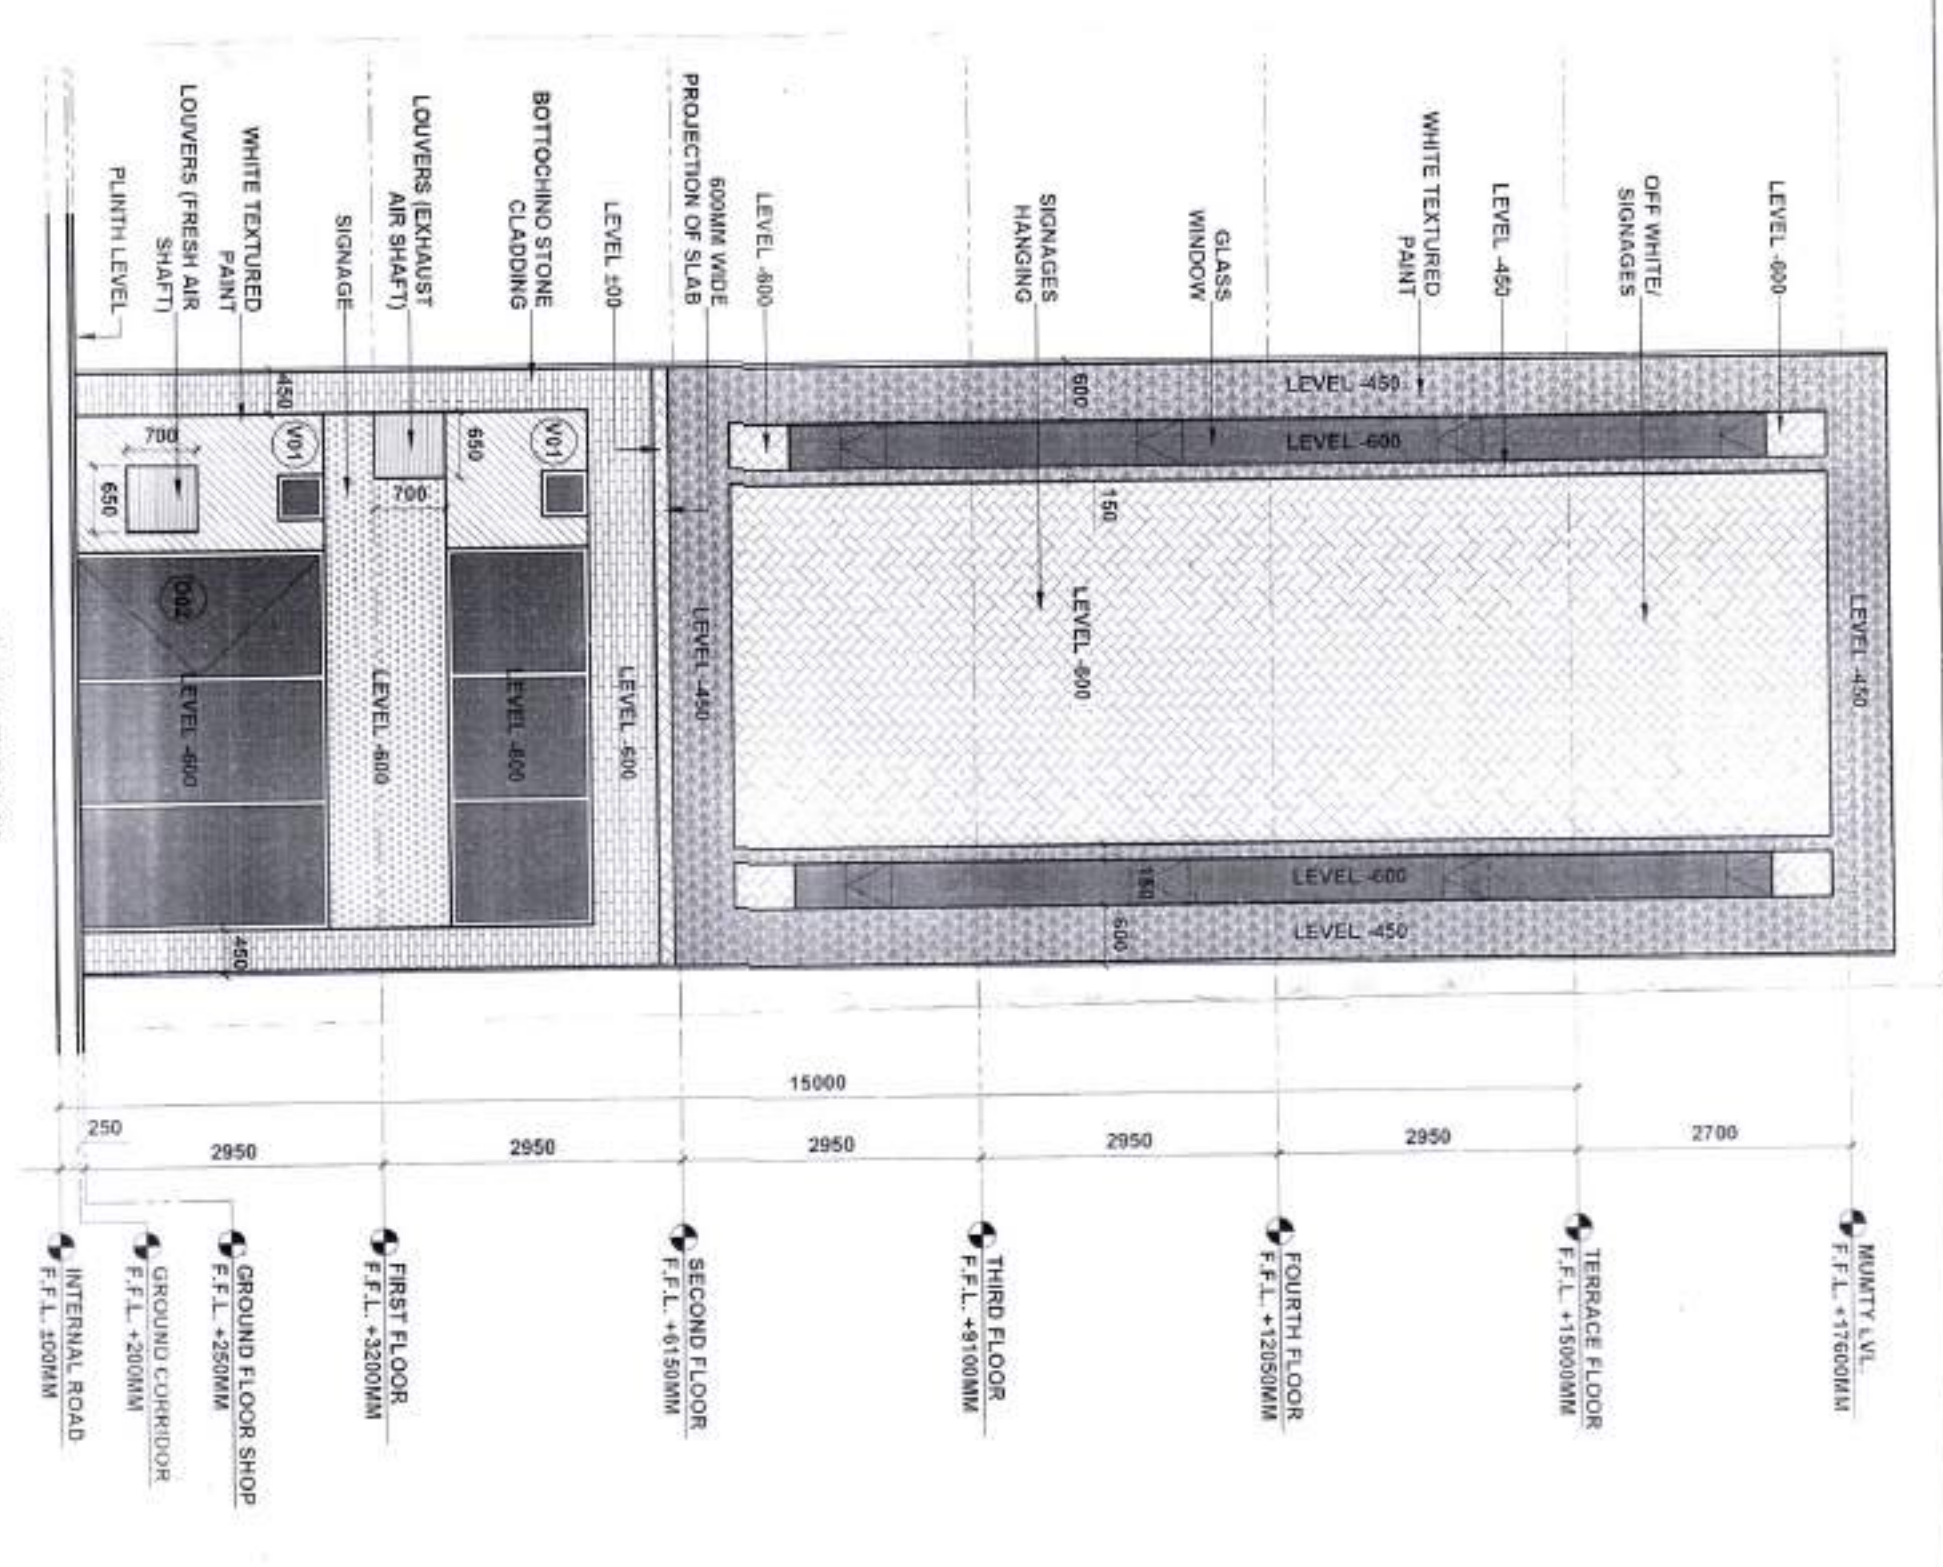 LEVEL -600
OFF WHITE/
SIGNAGES
LEVEL -450
WHITE TEXTURED
PAINT
GLASS
WINDOW
SIGNAGES
HANGING
LEVEL -600
600MM WIDE
PROJECTION OF SLAB
LEVEL ±00
BOTTOCHINO STONE
CLADDING
LOUVERS (EXHAUST
AIR SHAFT)
SIGNAGE
WHITE TEXTURED
PAINT
LOUVERS (FRESH AIR
SHAFT)
PLINTH LEVEL
LEVEL -450
LEVEL -450
LEVEL -600
600
150
LEVEL -600
LEVEL -600
150
LEVEL -450
600
LEVEL -450
LEVEL -600
V01
650
700
LEVEL -600
LEVEL -600
450
V01
700
650
D02
LEVEL -600
450
15000
2700
2950
2950
2950
2950
2950
250
MUMTY LVL.
F.F.L. +17600MM
TERRACE FLOOR
F.F.L. +15000MM
FOURTH FLOOR
F.F.L. +12050MM
THIRD FLOOR
F.F.L. +9100MM
SECOND FLOOR
F.F.L. +6150MM
FIRST FLOOR
F.F.L. +3200MM
GROUND FLOOR SHOP
F.F.L. +250MM
GROUND CORRIDOR
F.F.L. +200MM
INTERNAL ROAD
F.F.L. ±00MM